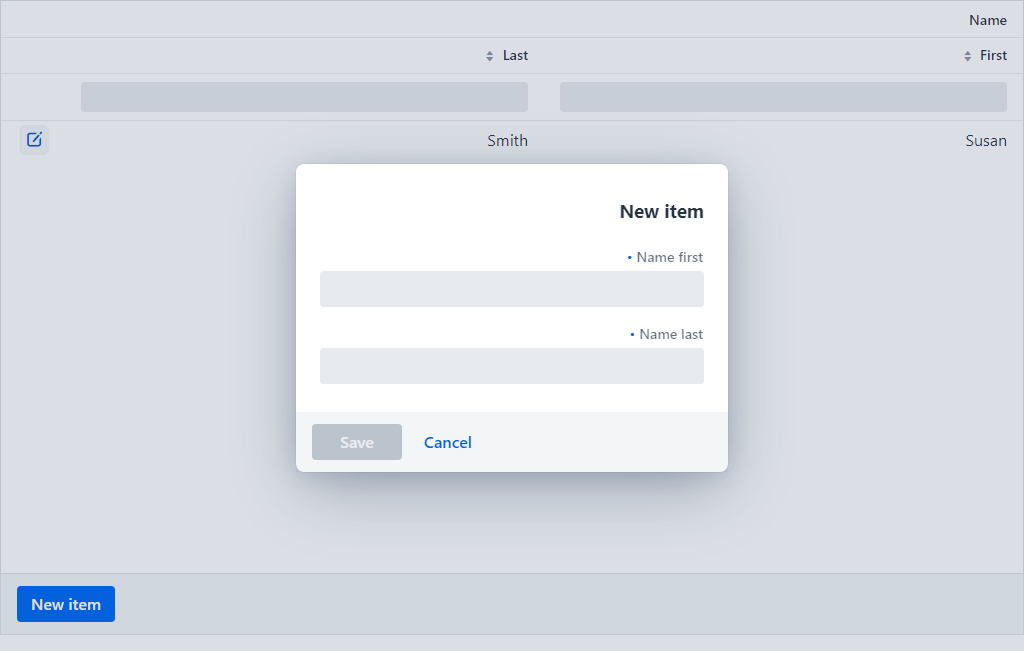 Name
Last First
Smith Susan
New item
• Name first
• Name last
Save Cancel
New item